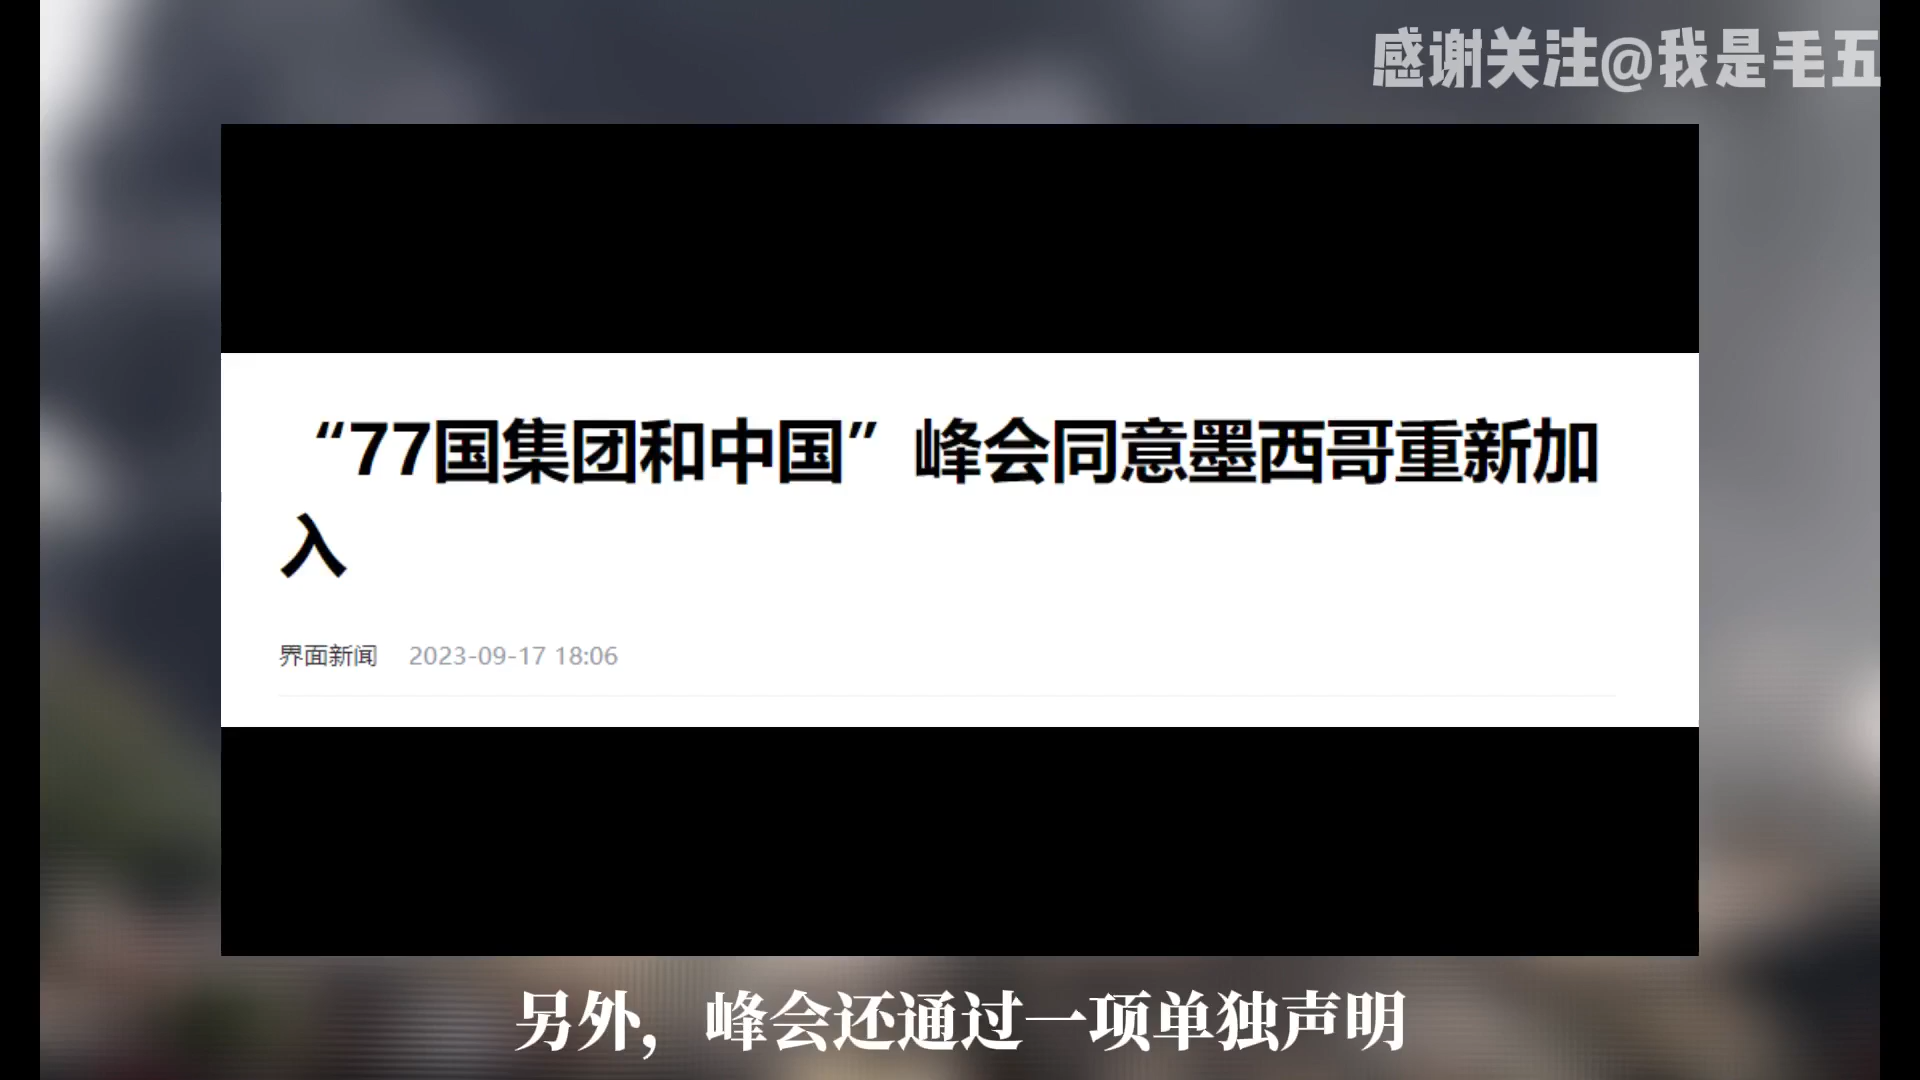 感谢关注@我是毛五
“77国集团和中国”峰会同意墨西哥重新加
入
界面新闻 2023-09-17 18:06
另外，峰会还通过一项单独声明